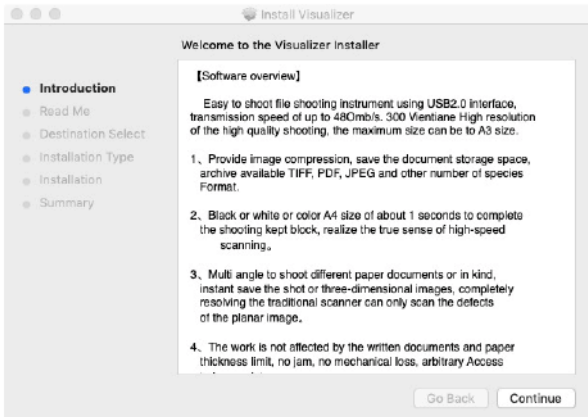 Install Visualizer
Welcome to the Visualizer Installer
Introduction
Read Me
Destination Select
Installation Type
Installation
Summary
【Software overview】
Easy to shoot file shooting instrument using USB2.0 interface,
transmission speed of up to 480mb/s. 300 Vientiane High resolution
of the high quality shooting, the maximum size can be to A3 size.
1、Provide image compression, save the document storage space,
archive available TIFF, PDF, JPEG and other number of species
Format.
2、Black or white or color A4 size of about 1 seconds to complete
the shooting kept block, realize the true sense of high-speed
scanning。
3、Multi angle to shoot different paper documents or in kind,
instant save the shot or three-dimensional images, completely
resolving the traditional scanner can only scan the defects
of the planar image.
4、The work is not affected by the written documents and paper
thickness limit, no jam, no mechanical loss, arbitrary Access
Go Back
Continue